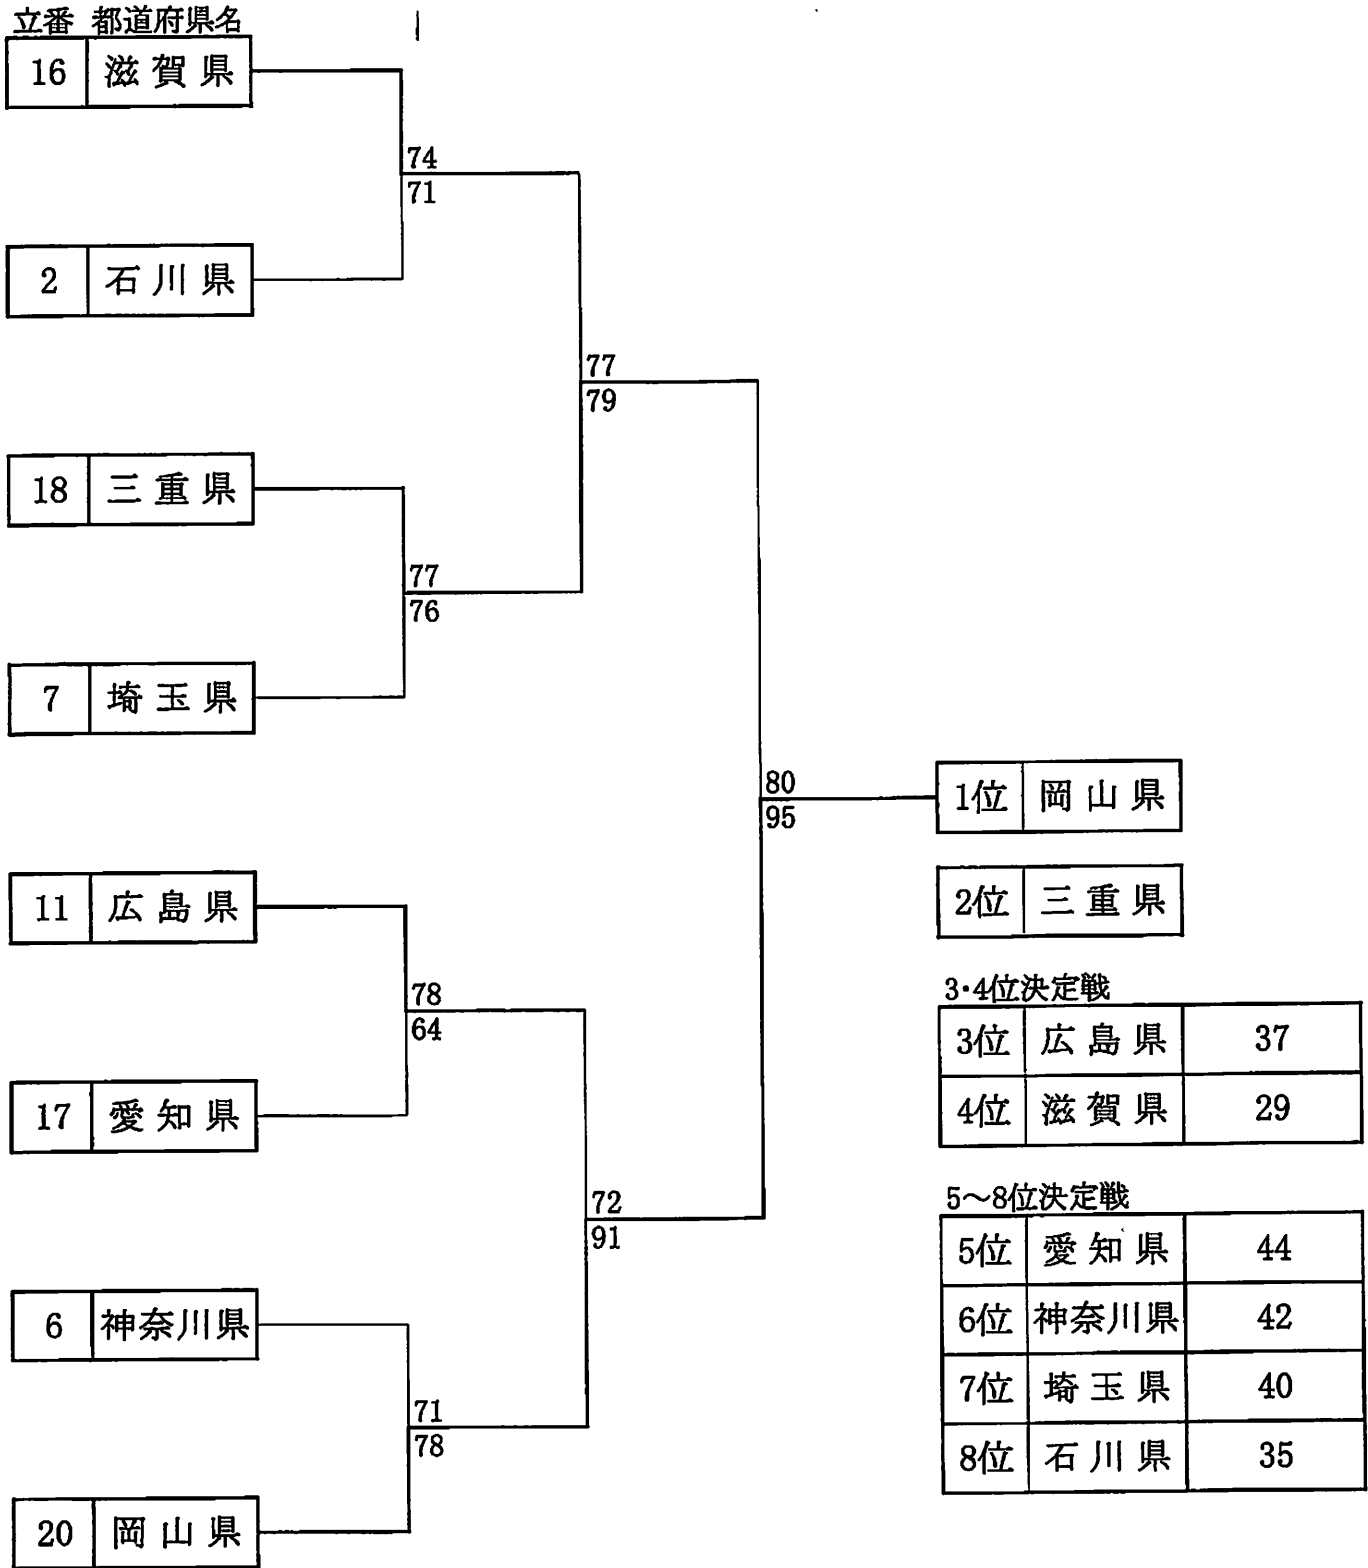 立番 都道府県名
16 滋賀県
74
71
2 石川県
77
79
18 三重県
77
76
7 埼玉県
80
95
1位 岡山県
2位 三重県
11 広島県
78
64
17 愛知県
72
91
6 神奈川県
71
78
20 岡山県
3・4位決定戦
3位 広島県 37
4位 滋賀県 29
5～8位決定戦
5位 愛知県 44
6位 神奈川県 42
7位 埼玉県 40
8位 石川県 35